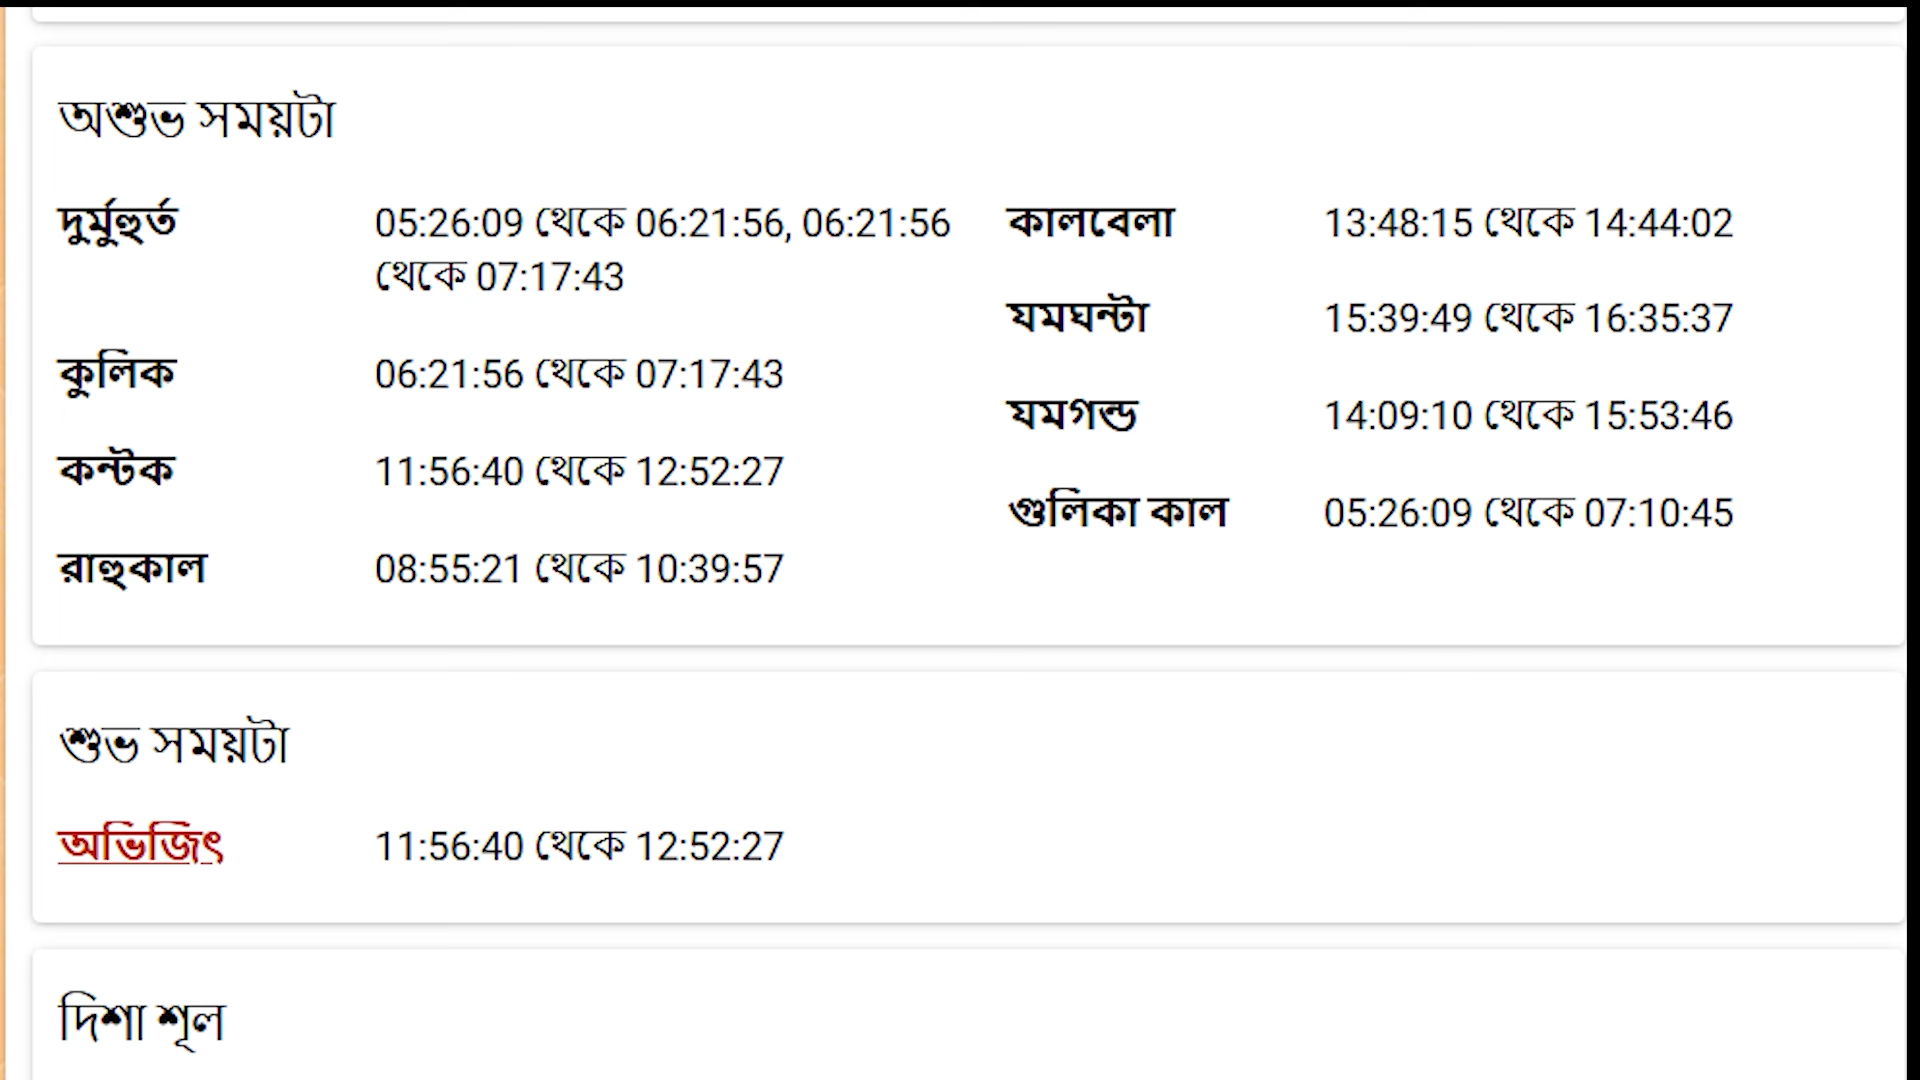 অশুভ সময়টা
দুর্মুহুর্ত 05:26:09 থেকে 06:21:56, 06:21:56
থেকে 07:17:43
কুলিক 06:21:56 থেকে 07:17:43
কন্টক 11:56:40 থেকে 12:52:27
রাহুকাল 08:55:21 থেকে 10:39:57
কালবেলা 13:48:15 থেকে 14:44:02
যমঘন্টা 15:39:49 থেকে 16:35:37
যমগন্ড 14:09:10 থেকে 15:53:46
গুলিকা কাল 05:26:09 থেকে 07:10:45
শুভ সময়টা
অভিজিৎ 11:56:40 থেকে 12:52:27
দিশা শূল